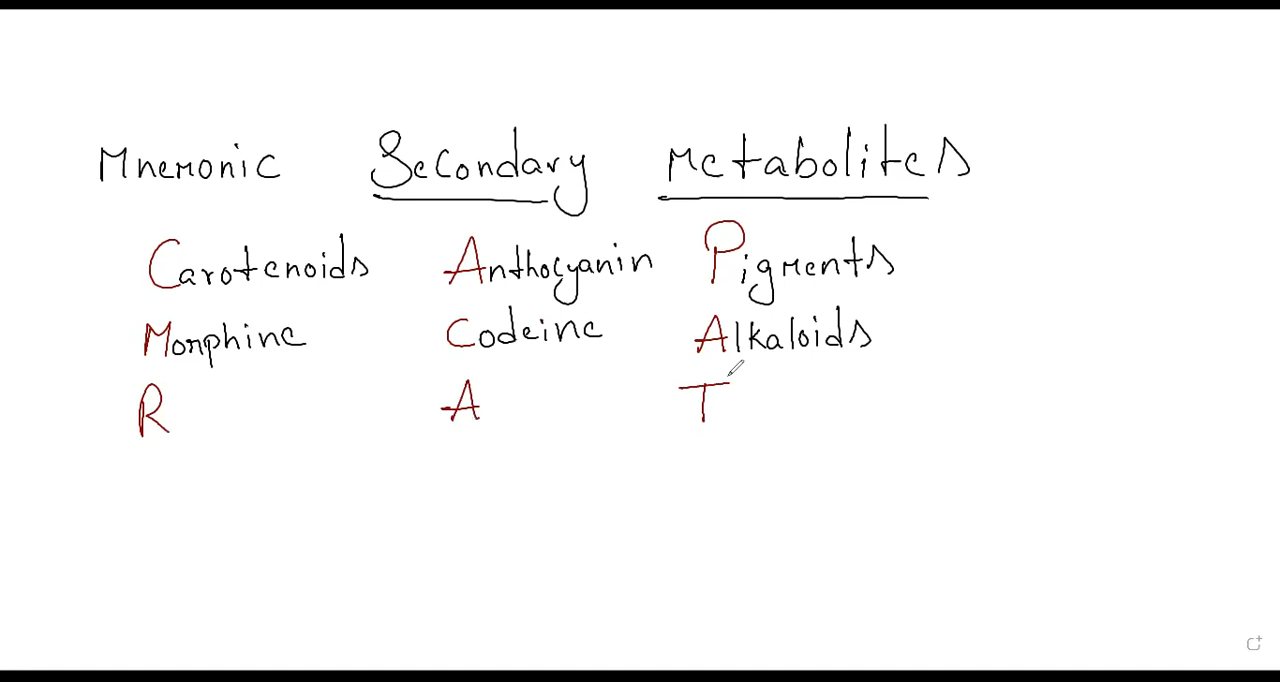 Mnemonic Secondary Metabolites
Carotenoids Anthocyanin Pigments
Morphine Codeine Alkaloids
R A T